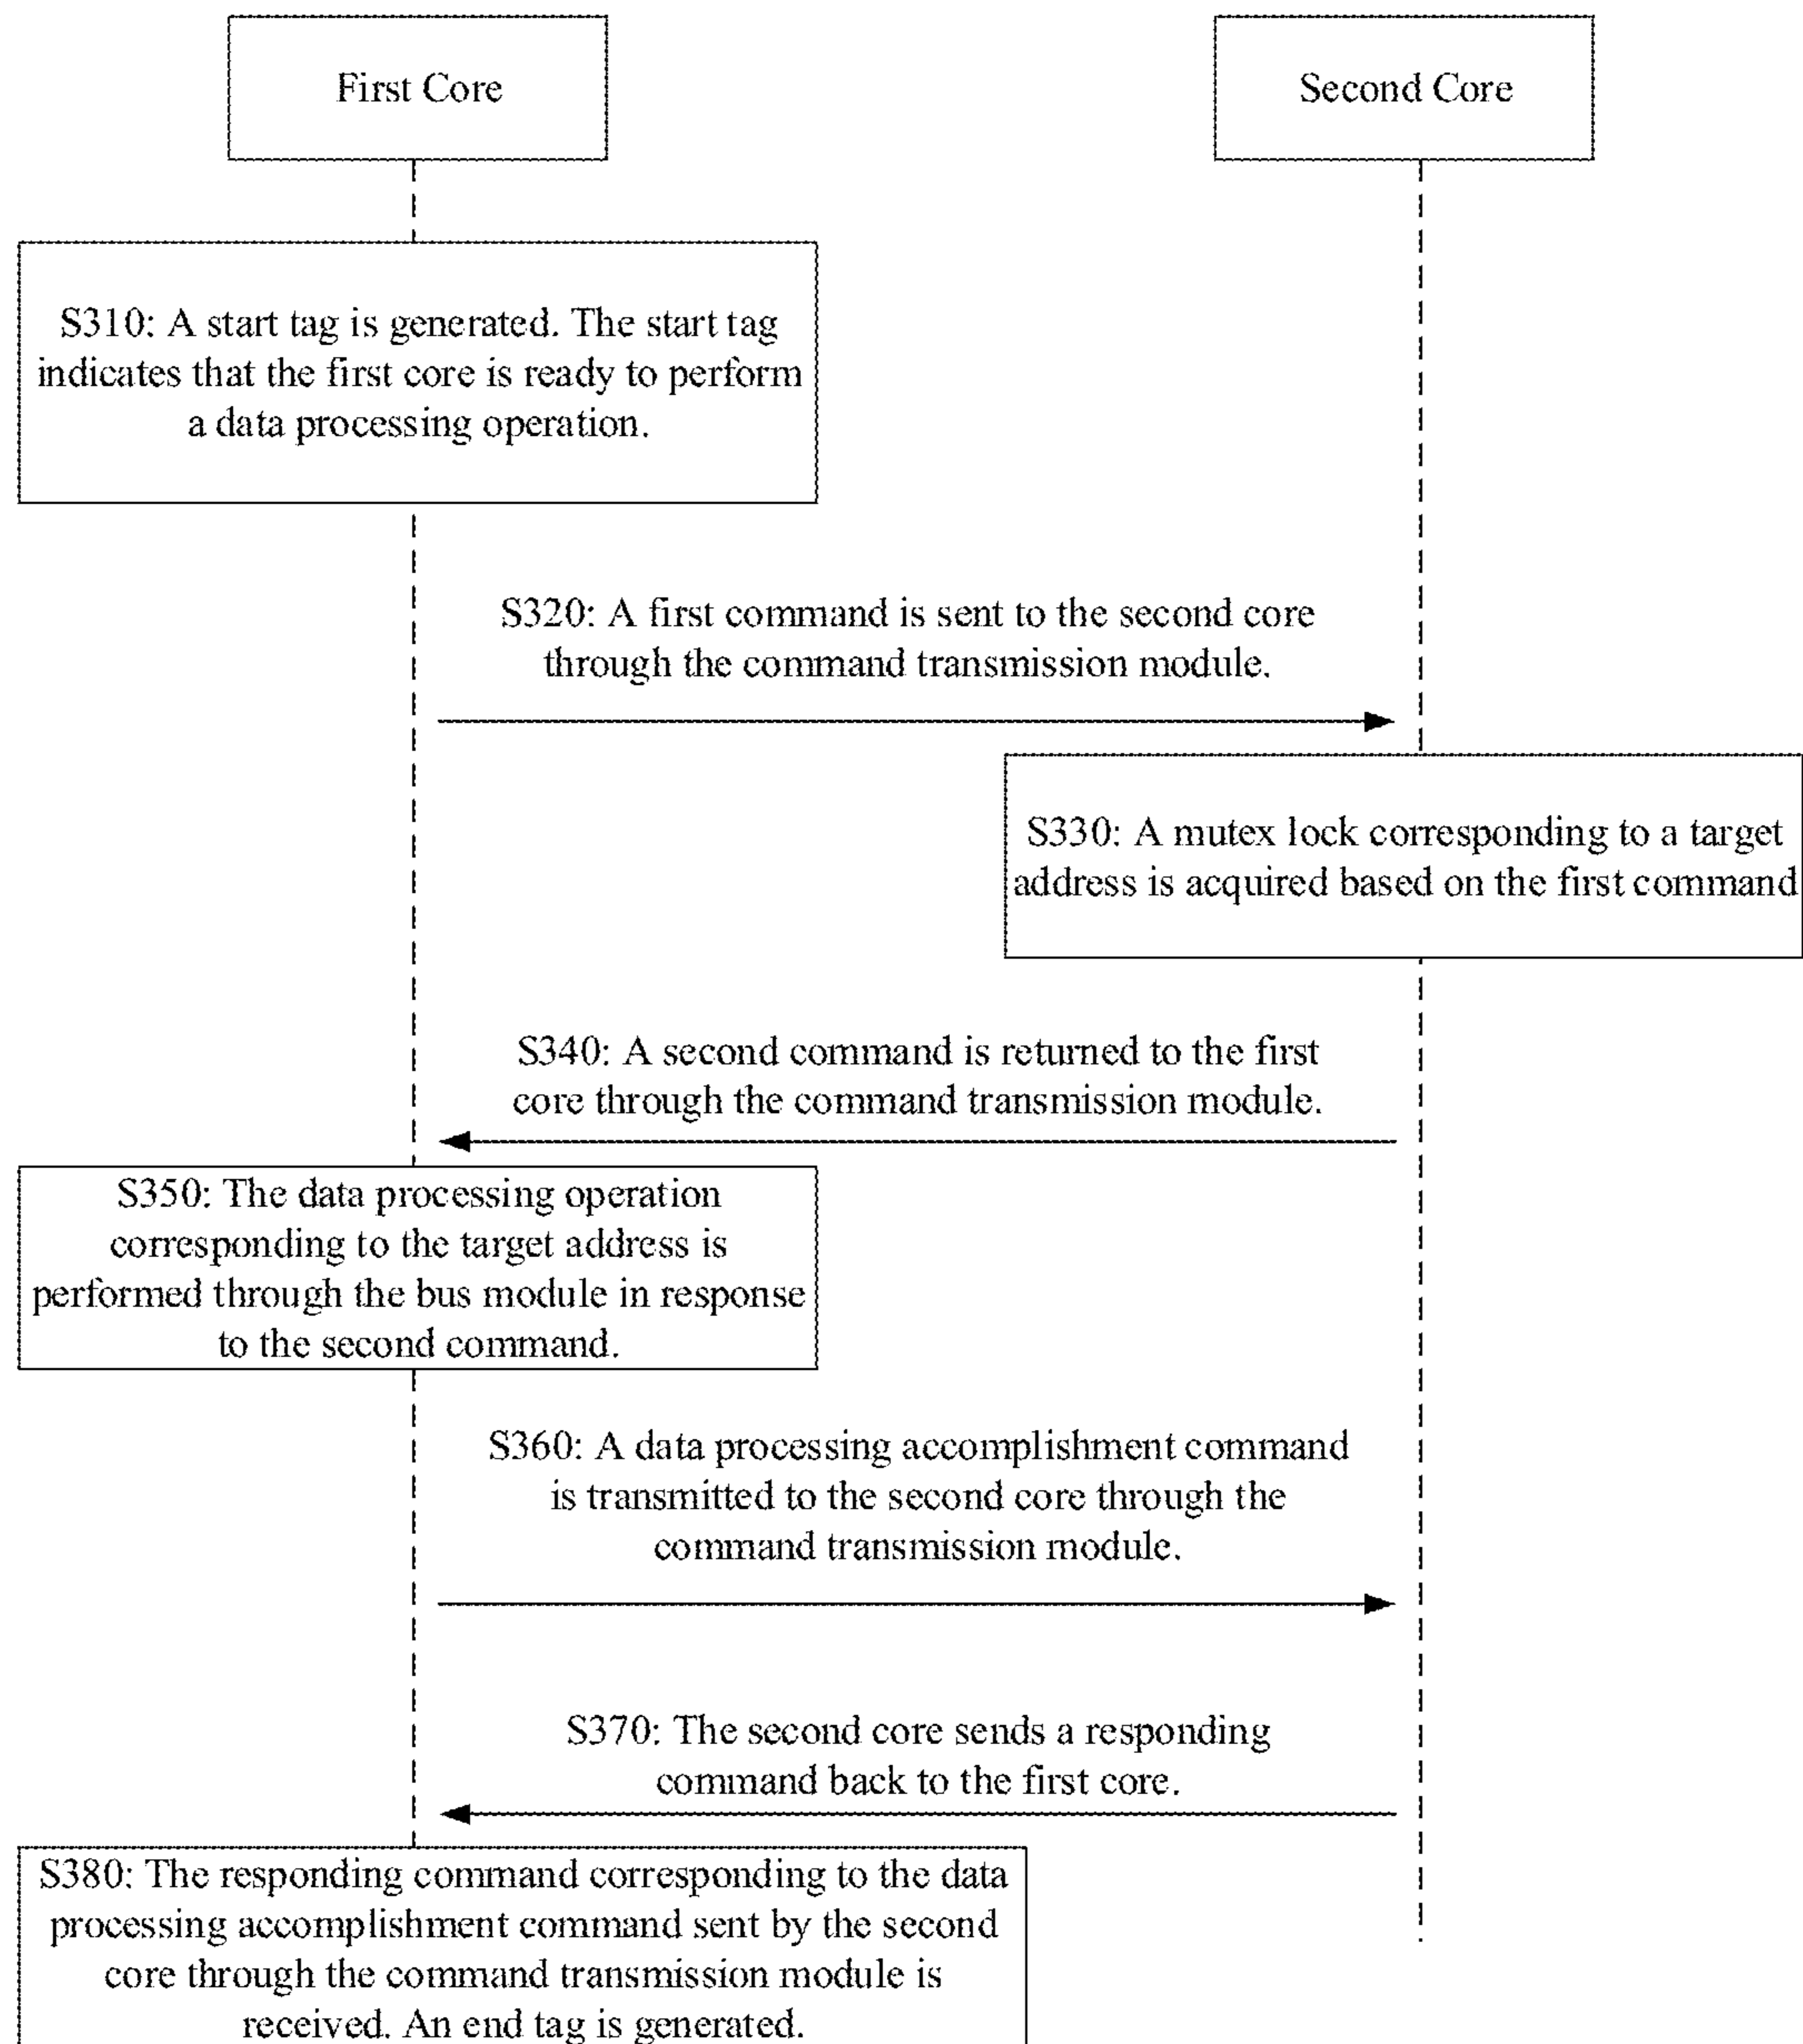 First Core
Second Core
S310: A start tag is generated. The start tag
indicates that the first core is ready to perform
a data processing operation.
S320: A first command is sent to the second core
through the command transmission module.
S330: A mutex lock corresponding to a target
address is acquired based on the first command
S340: A second command is returned to the first
core through the command transmission module.
S350: The data processing operation
corresponding to the target address is
performed through the bus module in response
to the second command.
S360: A data processing accomplishment command
is transmitted to the second core through the
command transmission module.
S370: The second core sends a responding
command back to the first core.
S380: The responding command corresponding to the data
processing accomplishment command sent by the second
core through the command transmission module is
received. An end tag is generated.